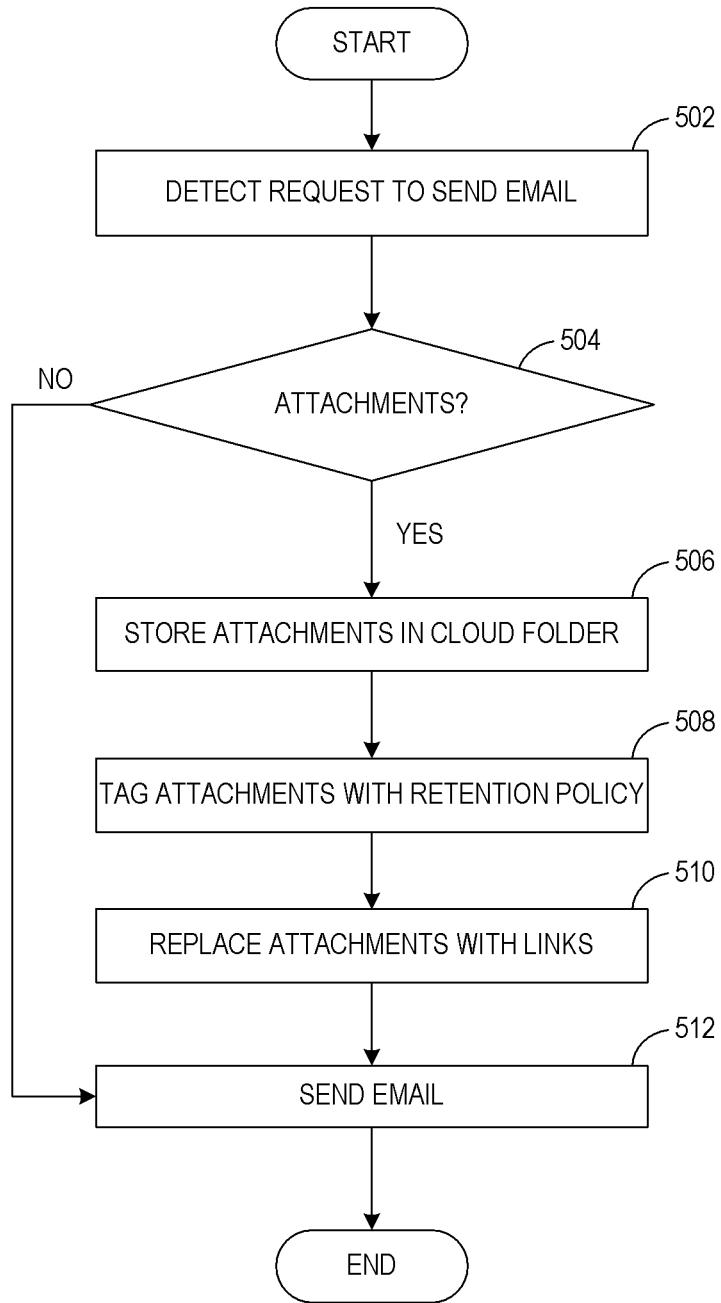 START
502
DETECT REQUEST TO SEND EMAIL
504
NO
ATTACHMENTS?
YES
506
STORE ATTACHMENTS IN CLOUD FOLDER
508
TAG ATTACHMENTS WITH RETENTION POLICY
510
REPLACE ATTACHMENTS WITH LINKS
512
SEND EMAIL
END